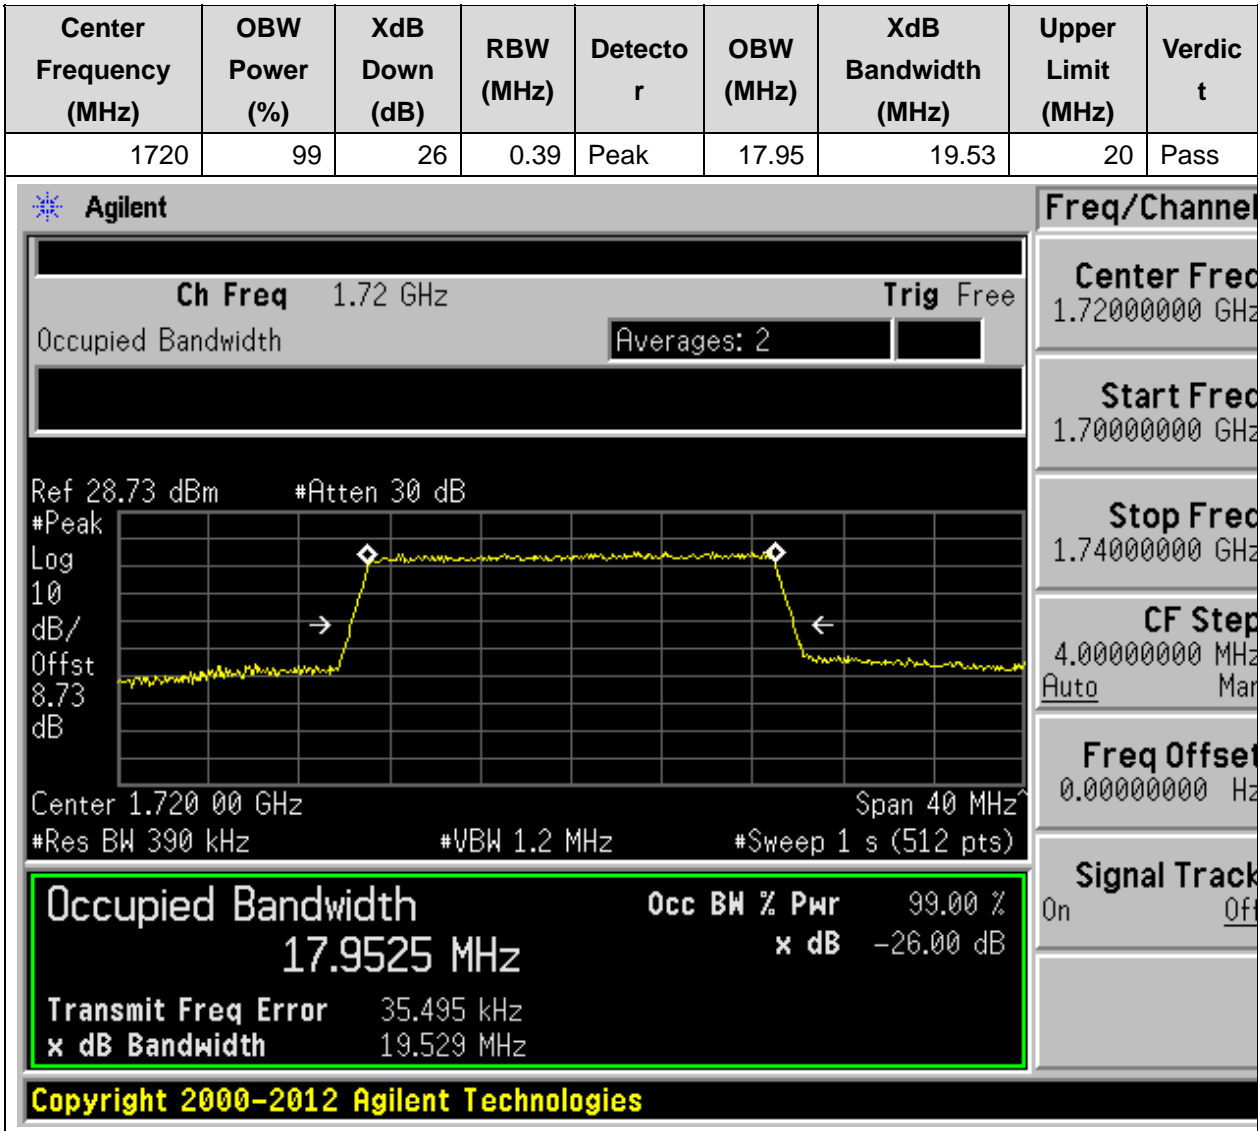 Center Frequency (MHz) OBW Power (%) XdB Down (dB) RBW (MHz) Detecto r OBW (MHz) XdB Bandwidth (MHz) Upper Limit (MHz) Verdic t
1720 99 26 0.39 Peak 17.95 19.53 20 Pass
Agilent
Freq/Channel
Ch Freq 1.72 GHz Trig Free
Occupied Bandwidth Averages: 2
Center Freq
1.72000000 GHz
Start Freq
1.70000000 GHz
Stop Freq
1.74000000 GHz
CF Step
4.00000000 MHz
Auto Man
Freq Offset
0.00000000 Hz
Signal Track
On Off
Ref 28.73 dBm #Atten 30 dB
#Peak
Log
10
dB/
Offst
8.73
dB
Center 1.720 00 GHz Span 40 MHz^
#Res BW 390 kHz #VBW 1.2 MHz #Sweep 1 s (512 pts)
Occupied Bandwidth Occ BW % Pwr 99.00 %
17.9525 MHz x dB -26.00 dB
Transmit Freq Error 35.495 kHz
x dB Bandwidth 19.529 MHz
Copyright 2000-2012 Agilent Technologies